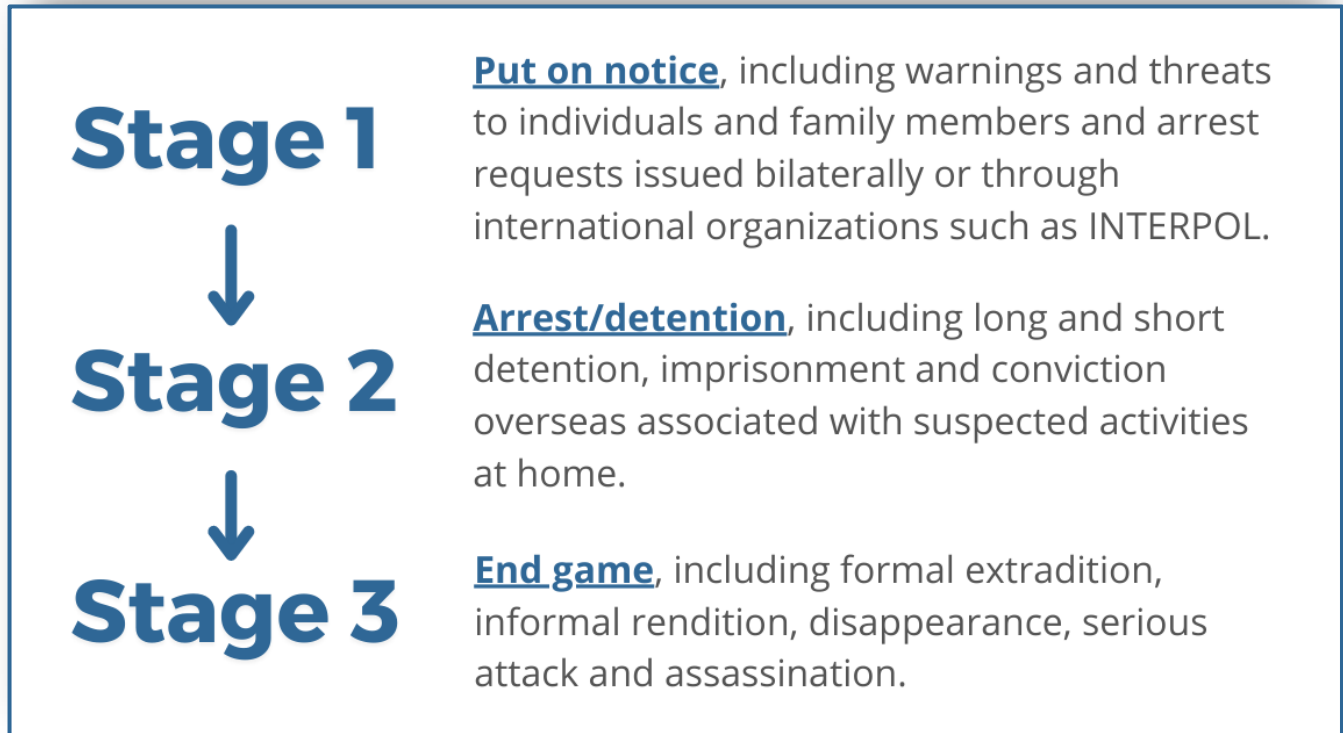 Stage 1
Put on notice, including warnings and threats
to individuals and family members and arrest
requests issued bilaterally or through
international organizations such as INTERPOL.
Stage 2
Arrest/detention, including long and short
detention, imprisonment and conviction
overseas associated with suspected activities
at home.
Stage 3
End game, including formal extradition,
informal rendition, disappearance, serious
attack and assassination.